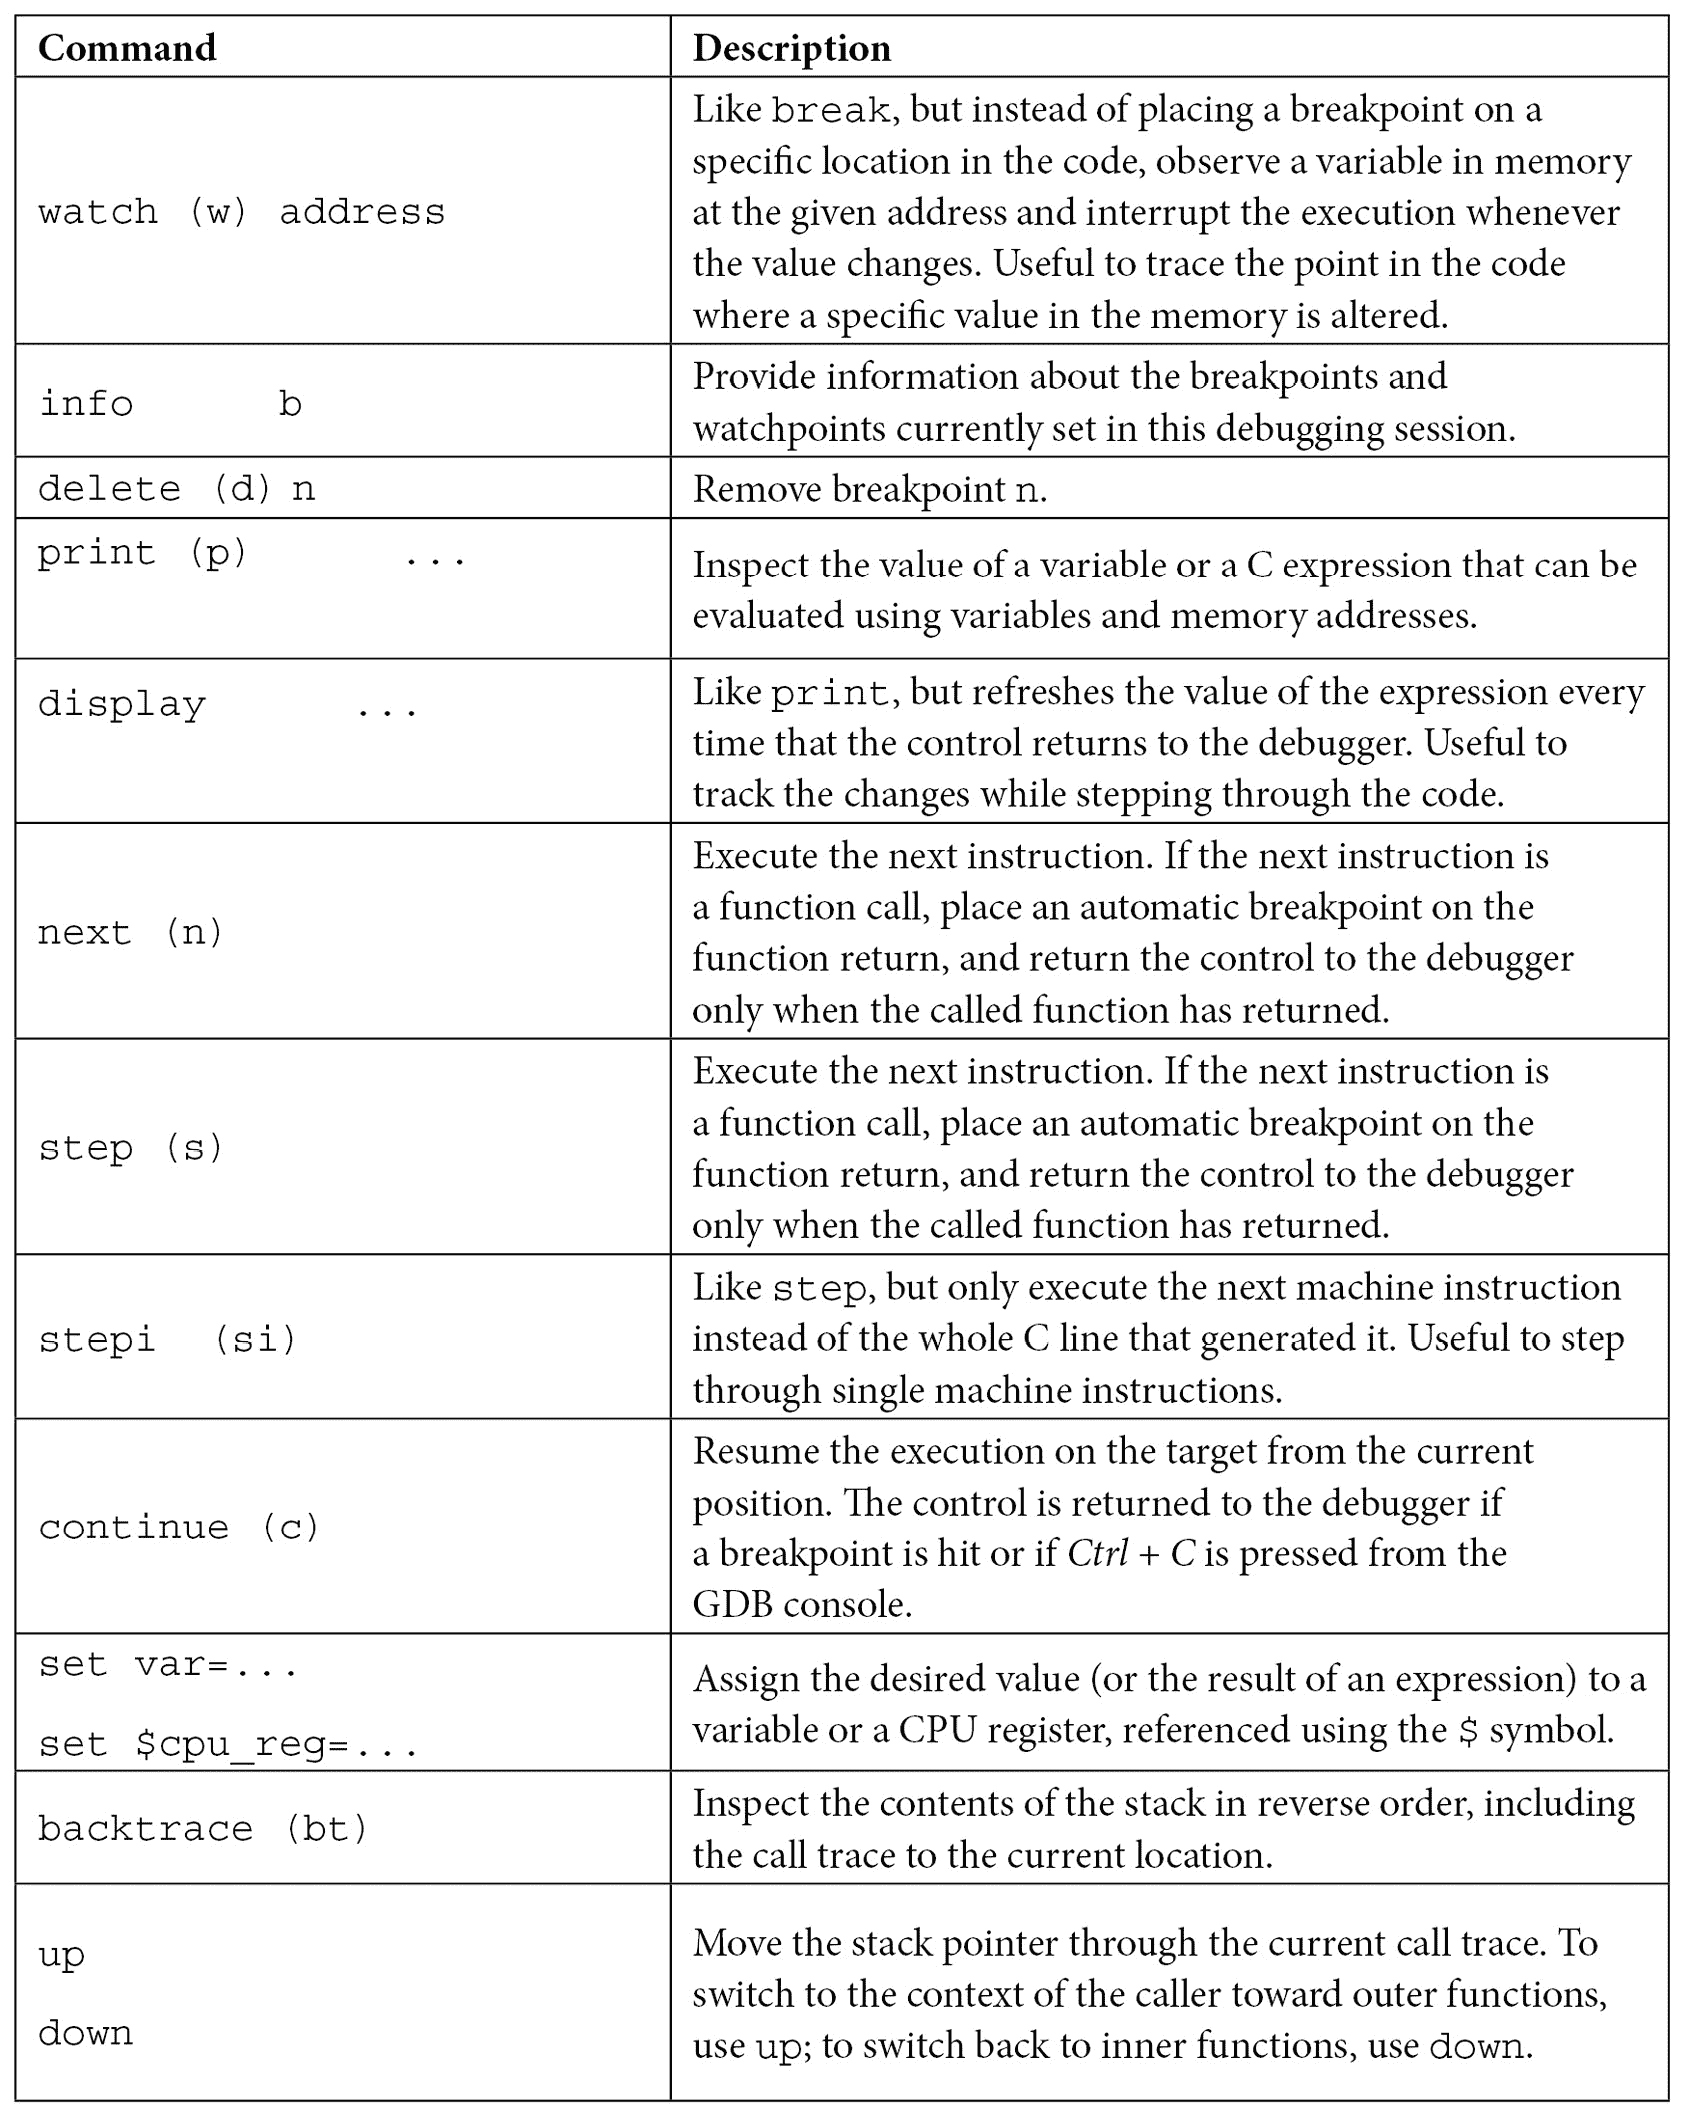 Command
Description
watch (w) address
Like break, but instead of placing a breakpoint on a
specific location in the code, observe a variable in memory
at the given address and interrupt the execution whenever
the value changes. Useful to trace the point in the code
where a specific value in the memory is altered.
info b
Provide information about the breakpoints and
watchpoints currently set in this debugging session.
delete (d) n
Remove breakpoint n.
print (p) ...
Inspect the value of a variable or a C expression that can be
evaluated using variables and memory addresses.
display ...
Like print, but refreshes the value of the expression every
time that the control returns to the debugger. Useful to
track the changes while stepping through the code.
next (n)
Execute the next instruction. If the next instruction is
a function call, place an automatic breakpoint on the
function return, and return the control to the debugger
only when the called function has returned.
step (s)
Execute the next instruction. If the next instruction is
a function call, place an automatic breakpoint on the
function return, and return the control to the debugger
only when the called function has returned.
stepi (si)
Like step, but only execute the next machine instruction
instead of the whole C line that generated it. Useful to step
through single machine instructions.
continue (c)
Resume the execution on the target from the current
position. The control is returned to the debugger if
a breakpoint is hit or if Ctrl + C is pressed from the
GDB console.
set var=...
set $cpu_reg=...
Assign the desired value (or the result of an expression) to a
variable or a CPU register, referenced using the $ symbol.
backtrace (bt)
Inspect the contents of the stack in reverse order, including
the call trace to the current location.
up
down
Move the stack pointer through the current call trace. To
switch to the context of the caller toward outer functions,
use up; to switch back to inner functions, use down.